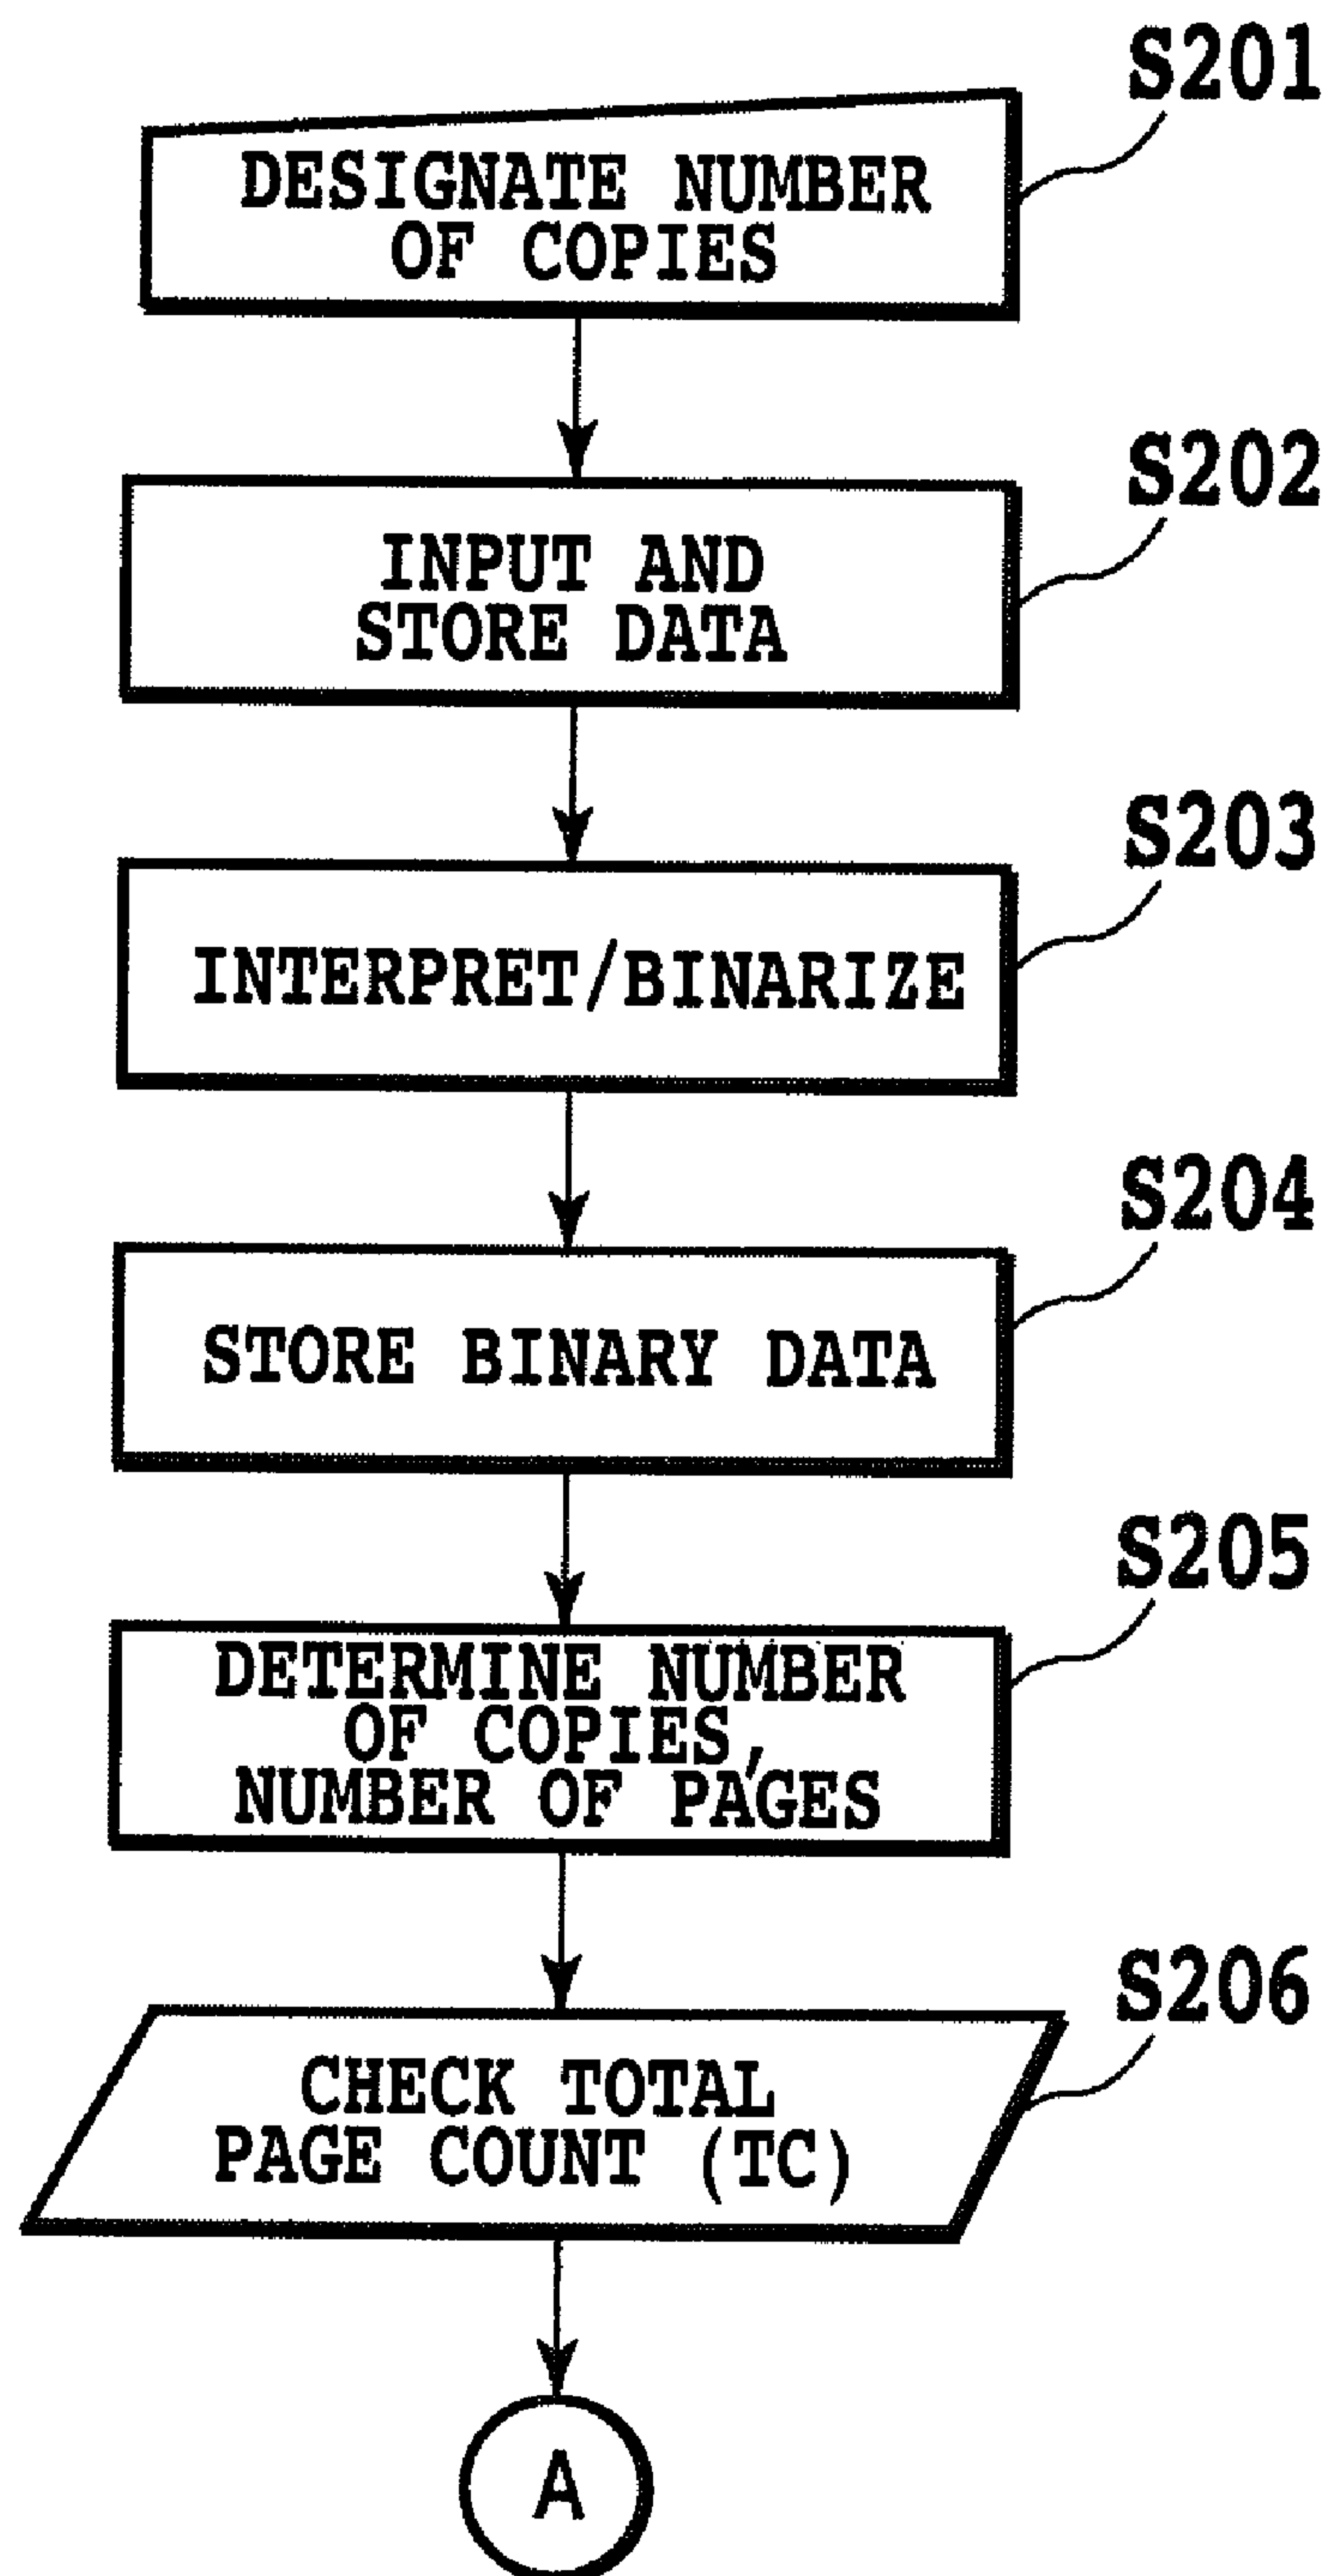 S201
DESIGNATE NUMBER
OF COPIES
S202
INPUT AND
STORE DATA
S203
INTERPRET/BINARIZE
S204
STORE BINARY DATA
S205
DETERMINE NUMBER
OF COPIES,
NUMBER OF PAGES
S206
CHECK TOTAL
PAGE COUNT (TC)
A